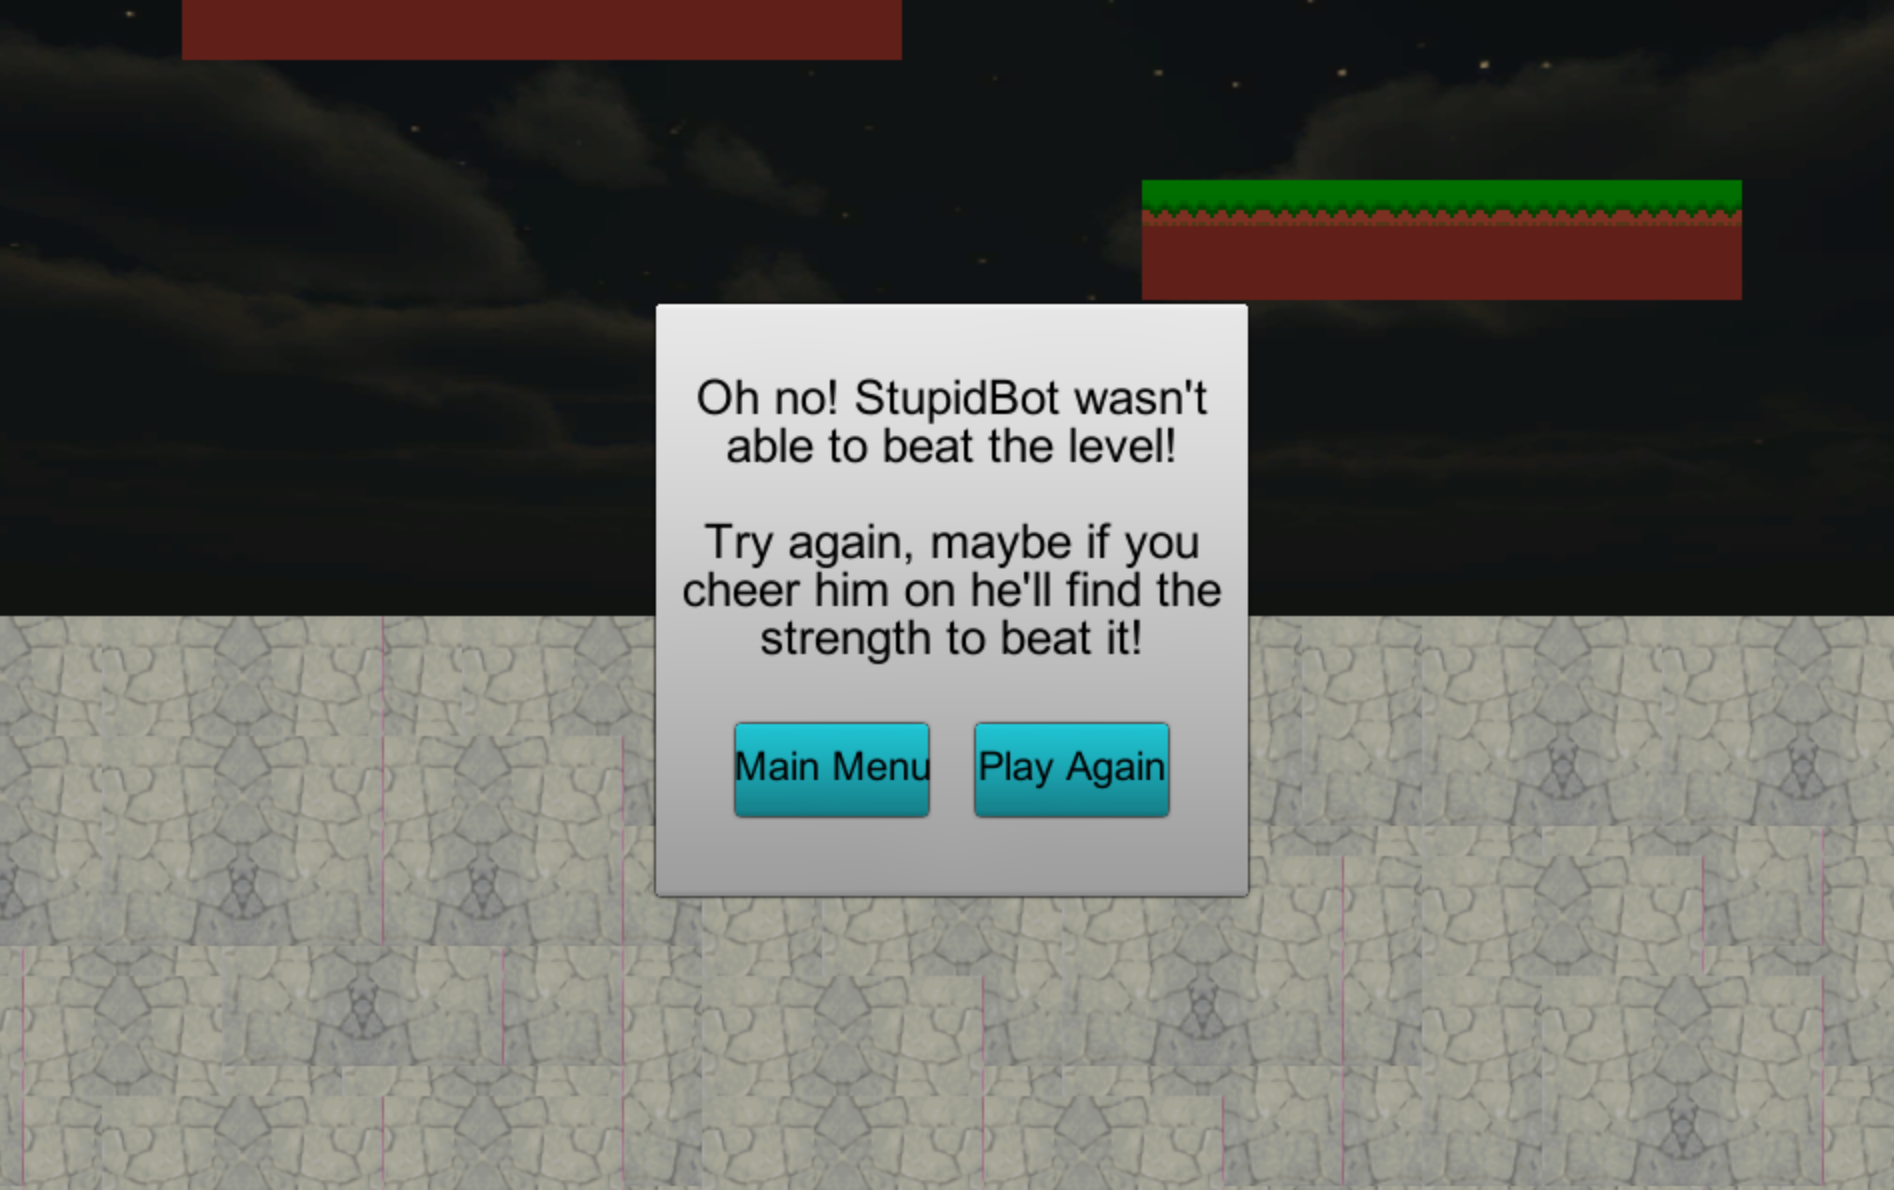 Oh no! StupidBot wasn't
able to beat the level!
Try again, maybe if you
cheer him on he'll find the
strength to beat it!
Main Menu
Play Again